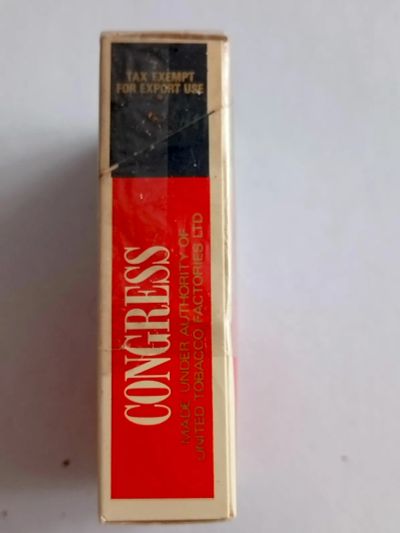 TAX EXEMPT
FOR EXPORT USE
CONGRESS
MADE UNDER AUTHORITY OF
UNITED TOBACCO FACTORIES LTD